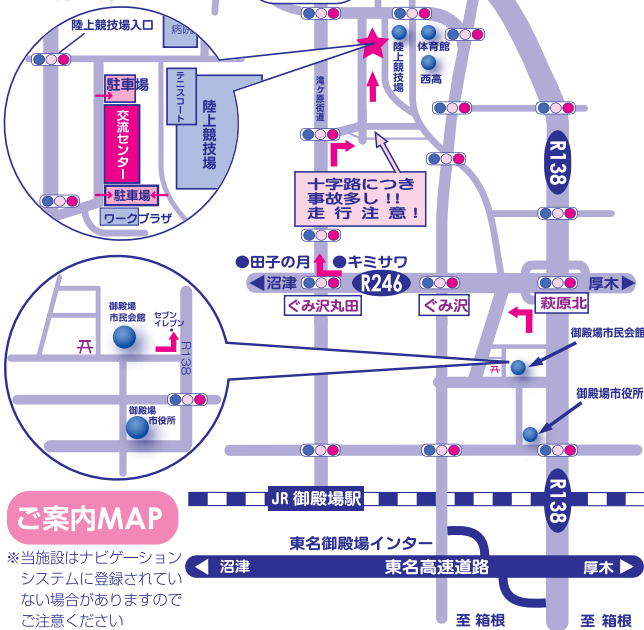 陸上競技場入口
病院
駐車場
テニスコート
陸上競技場
交流センター
駐車場
ワークプラザ
滝ヶ原街道
陸上競技場
体育館
西高
R138
十字路につき
事故多し!!
走行注意!
●田子の月
●キミサワ
沼津
R246
厚木
ぐみ沢丸田
ぐみ沢
萩原北
御殿場
市民会館
セブン
イレブン
R138
御殿場
市役所
御殿場市民会館
御殿場市役所
JR 御殿場駅
R138
ご案内MAP
※当施設はナビゲーション
システムに登録されてい
ない場合がありますので
ご注意ください
東名御殿場インター
沼津
東名高速道路
厚木
至 箱根
至 箱根